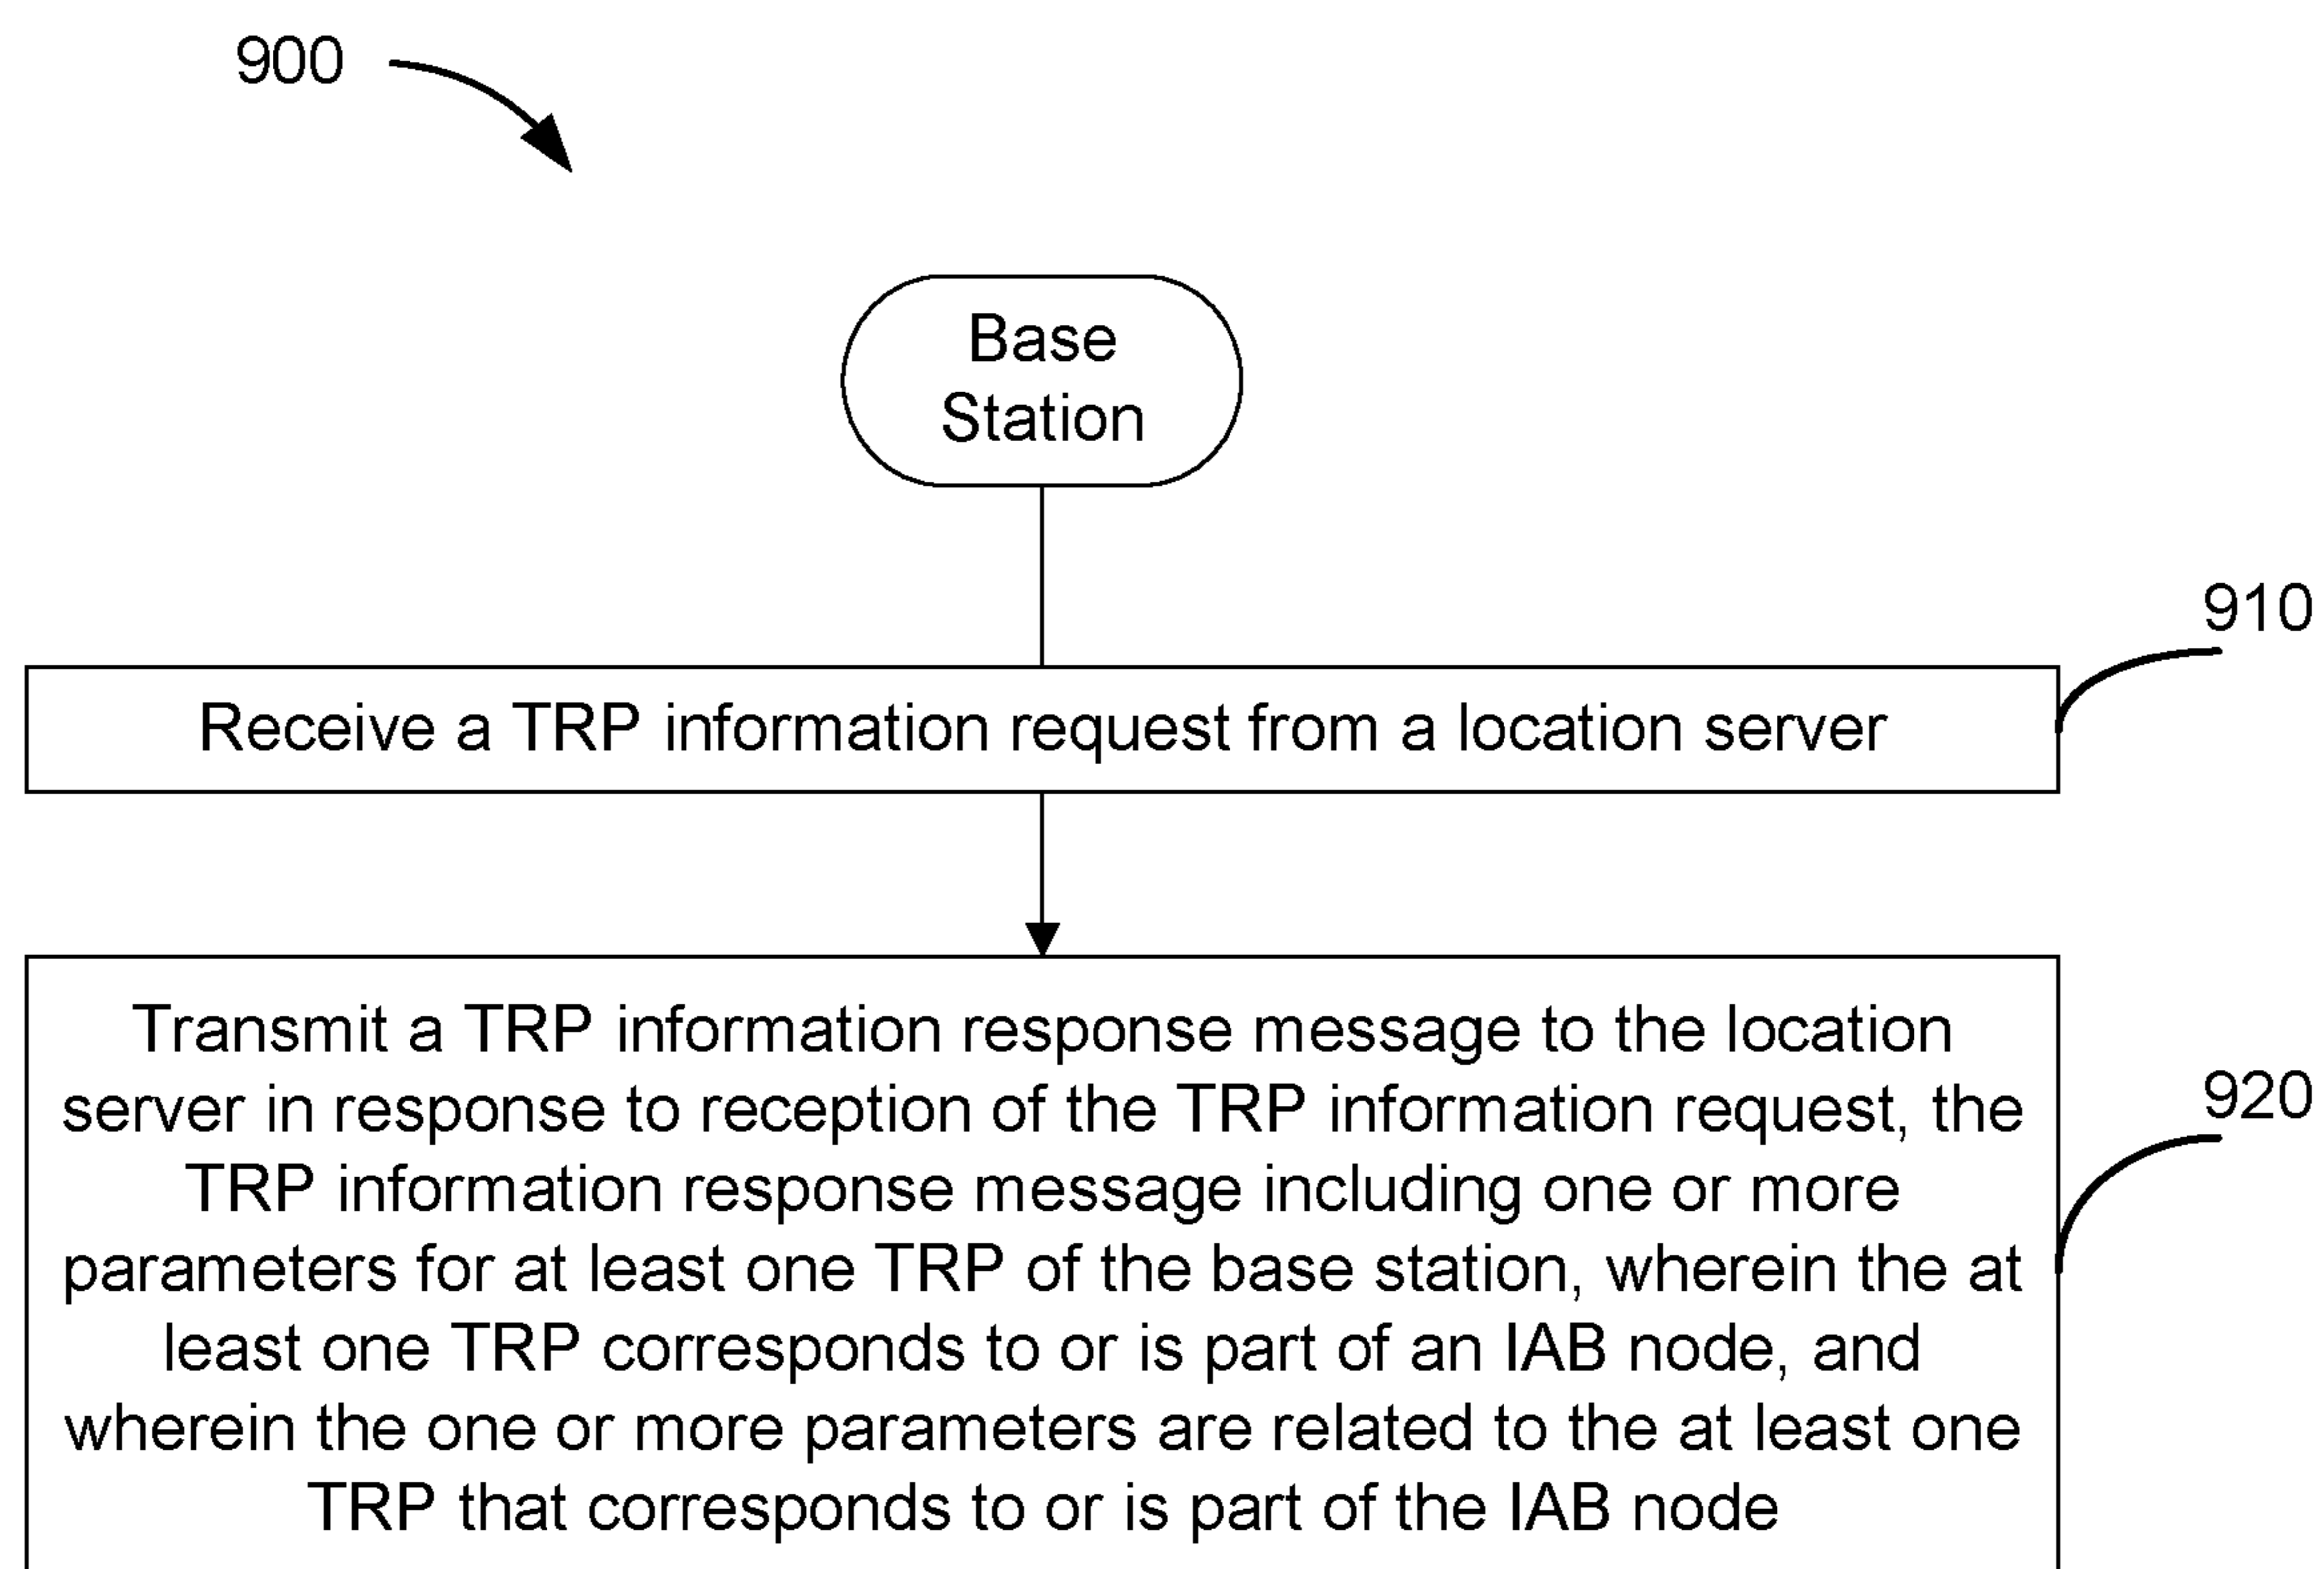 900
Base
Station
910
Receive a TRP information request from a location server
Transmit a TRP information response message to the location
server in response to reception of the TRP information request, the
TRP information response message including one or more
parameters for at least one TRP of the base station, wherein the at
least one TRP corresponds to or is part of an IAB node, and
wherein the one or more parameters are related to the at least one
TRP that corresponds to or is part of the IAB node
920